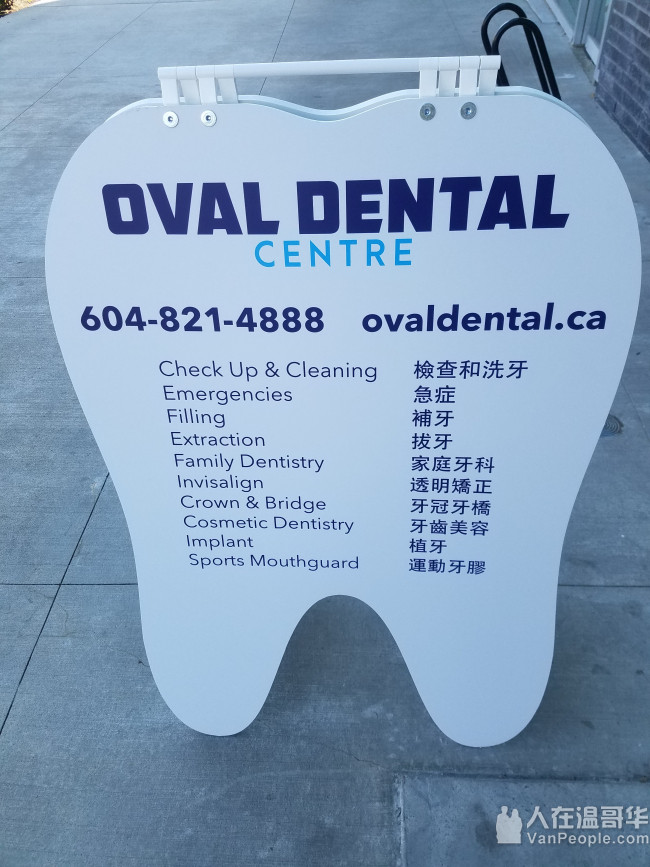 OVAL DENTAL
CENTRE
604-821-4888 ovaldental.ca
Check Up & Cleaning 檢查和洗牙
Emergencies 急症
Filling 補牙
Extraction 拔牙
Family Dentistry 家庭牙科
Invisalign 透明矯正
Crown & Bridge 牙冠牙橋
Cosmetic Dentistry 牙齒美容
Implant 植牙
Sports Mouthguard 運動牙膠
人在温哥华
VanPeople.com